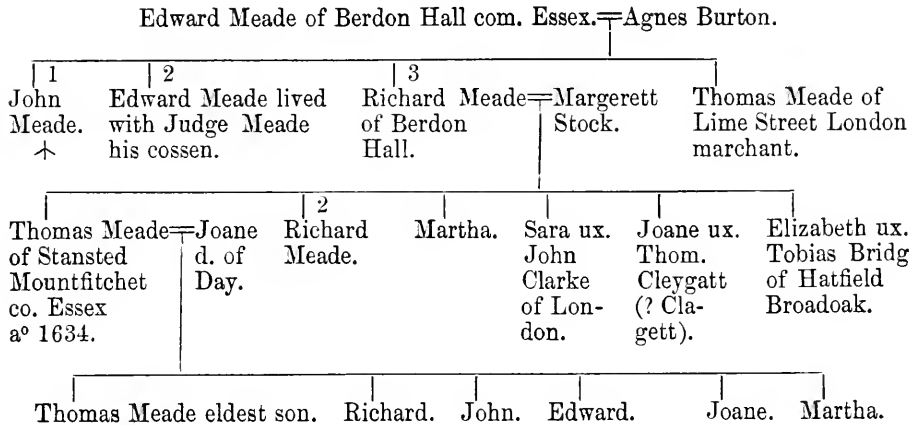 Edward Meade of Berdon Hall com. Essex.=Agnes Burton.
1
John
Meade.
2
Edward Meade lived
with Judge Meade
his cossen.
3
Richard Meade=Margerett
of Berdon
Hall.
Stock.
Thomas Meade of
Lime Street London
marchant.
Thomas Meade=Joane
of Stansted
Mountfitchet
co. Essex
aº 1634.
d. of
Day.
2
Richard
Meade.
Martha.
Sara ux.
John
Clarke
of Lon-
don.
Joane ux.
Thom.
Cleygatt
(? Cla-
gett).
Elizabeth ux.
Tobias Bridg
of Hatfield
Broadoak.
Thomas Meade eldest son. Richard. John. Edward. Joane. Martha.